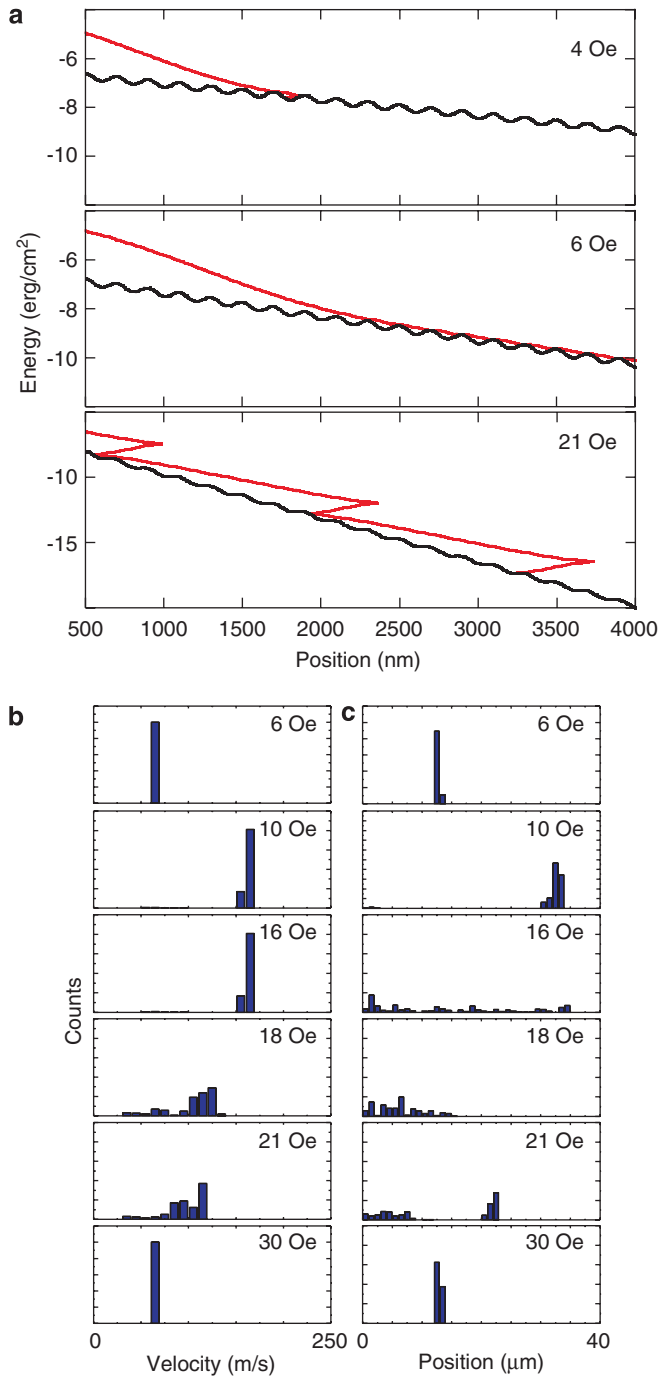 a
4 Oe
-6
-8
-10
6 Oe
-6
-8
-10
Energy (erg/cm²)
21 Oe
-10
-15
500 1000 1500 2000 2500 3000 3500 4000
Position (nm)
b c
6 Oe 6 Oe
10 Oe 10 Oe
16 Oe 16 Oe
Counts
18 Oe 18 Oe
21 Oe 21 Oe
30 Oe 30 Oe
0 250 0 40
Velocity (m/s) Position (μm)